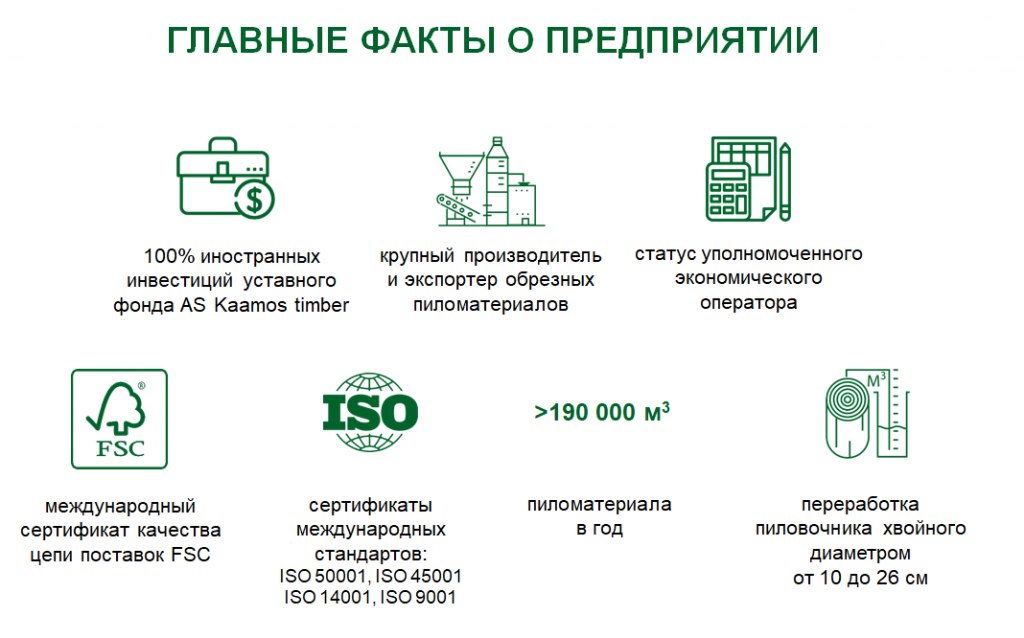 ГЛАВНЫЕ ФАКТЫ О ПРЕДПРИЯТИИ
$
100% иностранных
инвестиций уставного
фонда AS Kaamos timber
крупный производитель
и экспортер обрезных
пиломатериалов
статус уполномоченного
экономического
оператора
®
FSC
международный
сертификат качества
цепи поставок FSC
ISO
сертификаты
международных
стандартов:
ISO 50001, ISO 45001
ISO 14001, ISO 9001
>190 000 м³
пиломатериала
в год
М³
переработка
пиловочника хвойного
диаметром
от 10 до 26 см